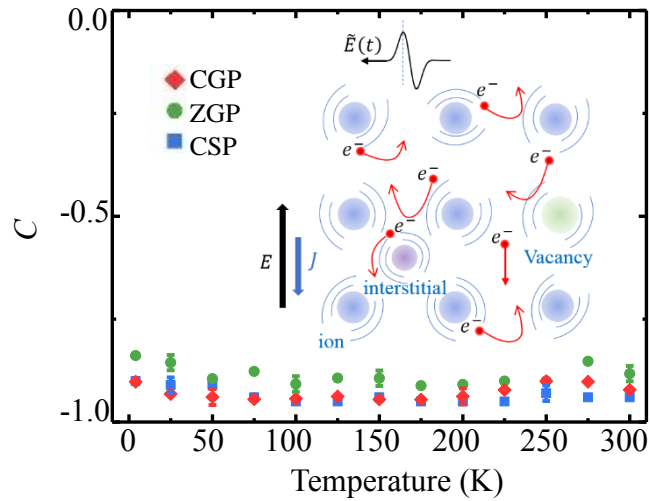 0.0
-0.5
-1.0
C
CGP
ZGP
CSP
Ẽ(t)
e⁻
e⁻
e⁻
e⁻
e⁻
e⁻
E
J
interstitial
Vacancy
ion
e⁻
0 50 100 150 200 250 300
Temperature (K)